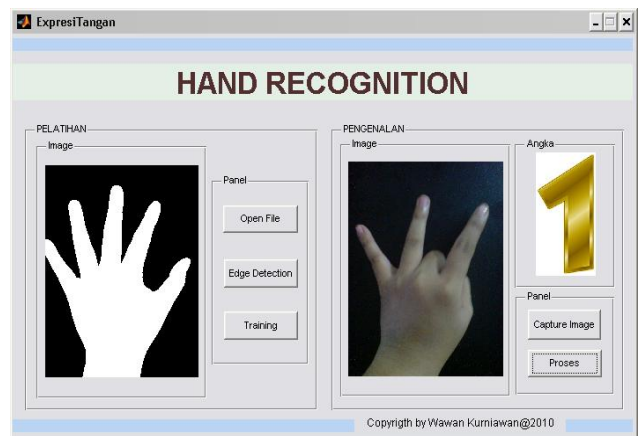 ExpresiTangan
HAND RECOGNITION
PELATIHAN
Image
Panel
Open File
Edge Detection
Training
PENGENALAN
Image
Angka
1
Panel
Capture Image
Proses
Copyrigth by Wawan Kurniawan@2010